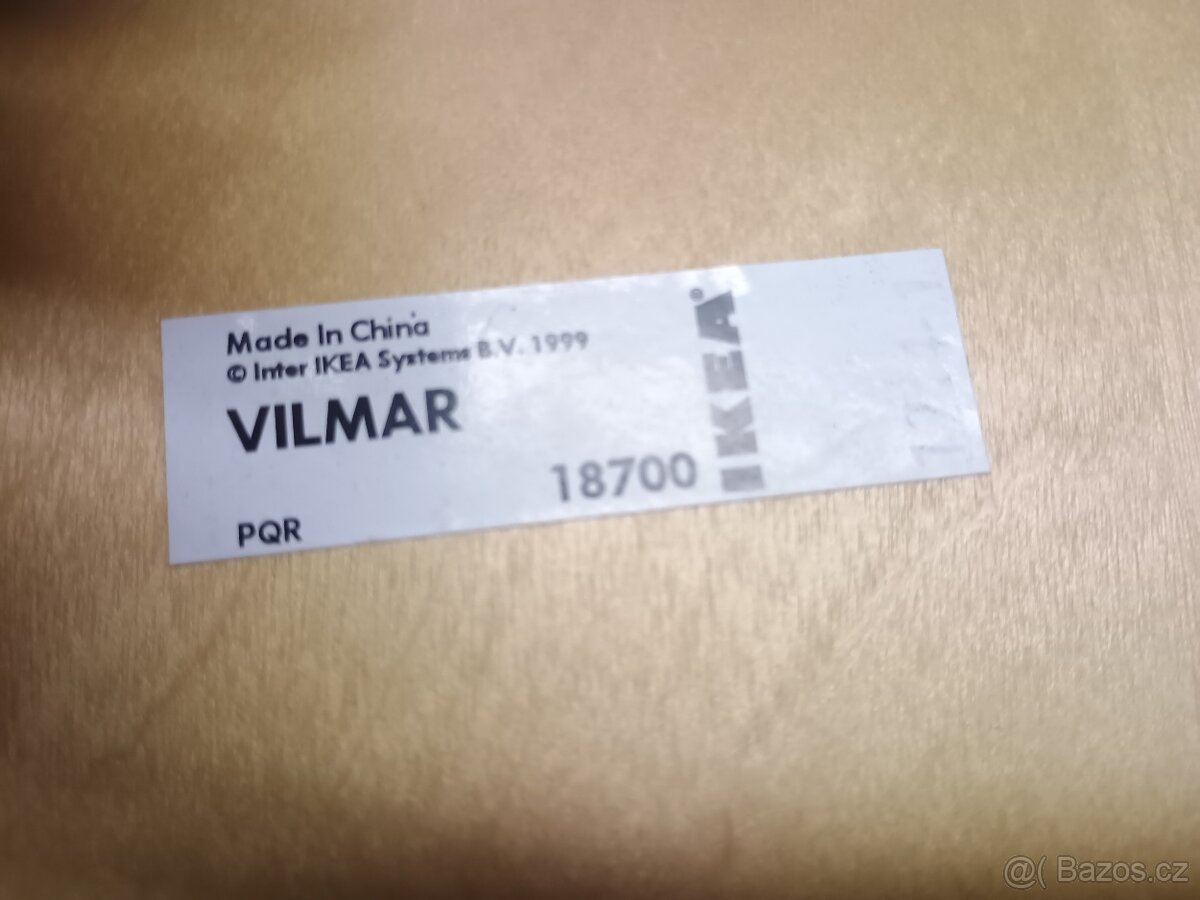 Made In China
© Inter IKEA Systems B.V. 1999
VILMAR
18700
PQR
IKEA®
@( Bazos.cz